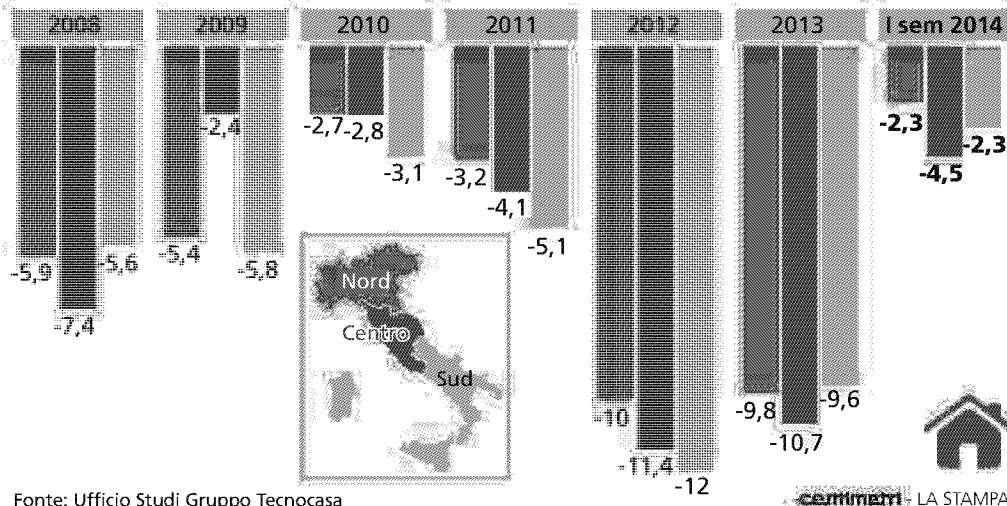 2008 2009 2010 2011 2012 2013 I sem 2014
-5,9 -7,4 -5,6
-5,4 -2,4 -5,8
-2,7 -2,8 -3,1
-3,2 -4,1 -5,1
-10 -11,4 -12
-9,8 -10,7 -9,6
-2,3 -4,5 -2,3
Nord
Centro
Sud
Fonte: Ufficio Studi Gruppo Tecnocasa
centimetri - LA STAMPA